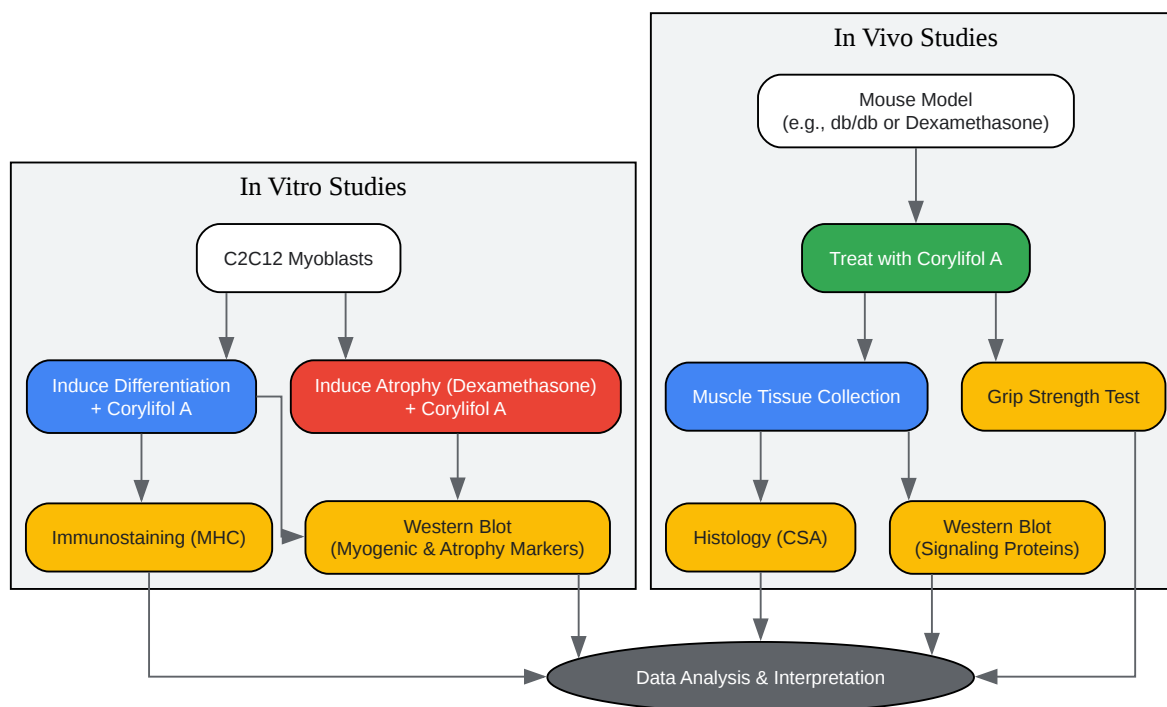 In Vitro Studies
C2C12 Myoblasts
Induce Differentiation
+ Corylifol A
Induce Atrophy (Dexamethasone)
+ Corylifol A
Immunostaining (MHC)
Western Blot
(Myogenic & Atrophy Markers)
In Vivo Studies
Mouse Model
(e.g., db/db or Dexamethasone)
Treat with Corylifol A
Muscle Tissue Collection
Grip Strength Test
Histology (CSA)
Western Blot
(Signaling Proteins)
Data Analysis & Interpretation